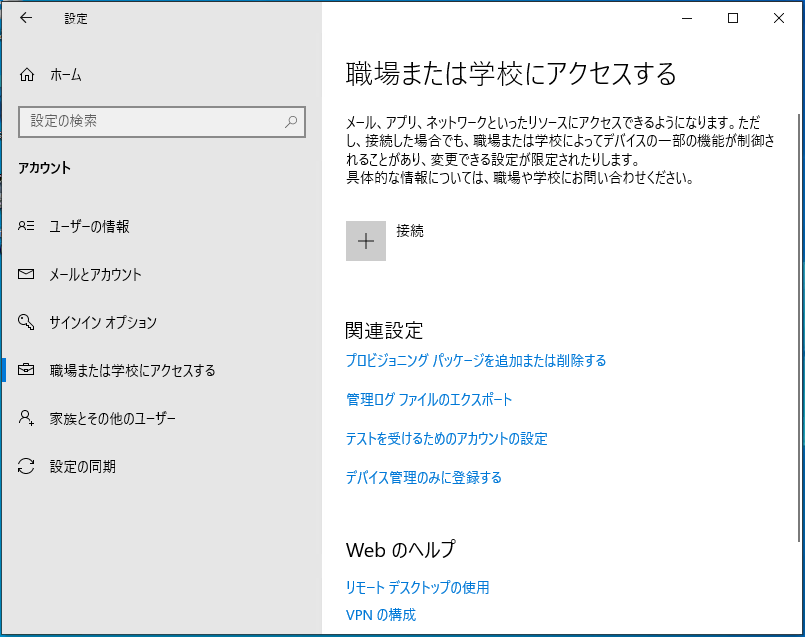 設定
ホーム
設定の検索
アカウント
ユーザーの情報
メールとアカウント
サインイン オプション
職場または学校にアクセスする
家族とその他のユーザー
設定の同期
職場または学校にアクセスする
メール、アプリ、ネットワークといったリソースにアクセスできるようになります。ただ
し、接続した場合でも、職場または学校によってデバイスの一部の機能が制御さ
れることがあり、変更できる設定が限定されたりします。
具体的な情報については、職場や学校にお問い合わせください。
接続
関連設定
プロビジョニング パッケージを追加または削除する
管理ログ ファイルのエクスポート
テストを受けるためのアカウントの設定
デバイス管理のみに登録する
Web のヘルプ
リモート デスクトップの使用
VPN の構成